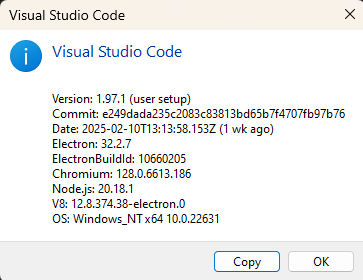 Visual Studio Code
Visual Studio Code
Version: 1.97.1 (user setup)
Commit: e249dada235c2083c83813bd65b7f4707fb97b76
Date: 2025-02-10T13:13:58.153Z (1 wk ago)
Electron: 32.2.7
ElectronBuildId: 10660205
Chromium: 128.0.6613.186
Node.js: 20.18.1
V8: 12.8.374.38-electron.0
OS: Windows_NT x64 10.0.22631
Copy OK